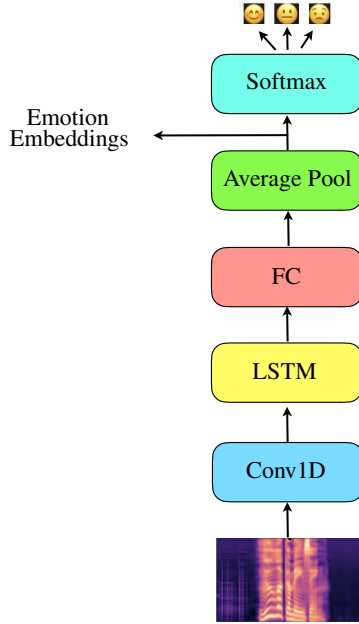 Softmax
Emotion
Embeddings
Average Pool
FC
LSTM
Conv1D